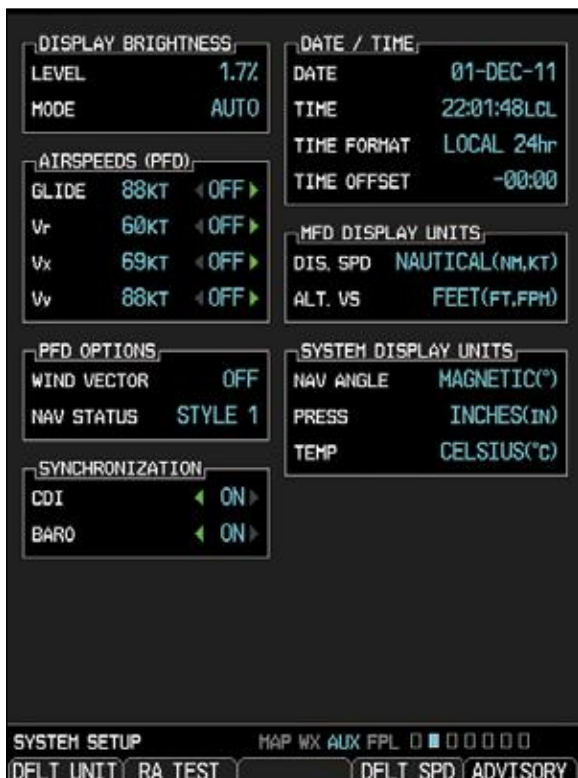 DISPLAY BRIGHTNESS
LEVEL 1.7%
MODE AUTO
AIRSPEEDS (PFD)
GLIDE 88KT OFF
Vr 60KT OFF
Vx 69KT OFF
Vy 88KT OFF
PFD OPTIONS
WIND VECTOR OFF
NAV STATUS STYLE 1
SYNCHRONIZATION
CDI ON
BARO ON
DATE / TIME
DATE 01-DEC-11
TIME 22:01:48LCL
TIME FORMAT LOCAL 24hr
TIME OFFSET -00:00
MFD DISPLAY UNITS
DIS, SPD NAUTICAL(NM,KT)
ALT, VS FEET(FT,FPM)
SYSTEM DISPLAY UNITS
NAV ANGLE MAGNETIC(°)
PRESS INCHES(IN)
TEMP CELSIUS(°C)
SYSTEM SETUP MAP WX AUX FPL
DFLT UNIT RA TEST DFLT SPD ADVISORY